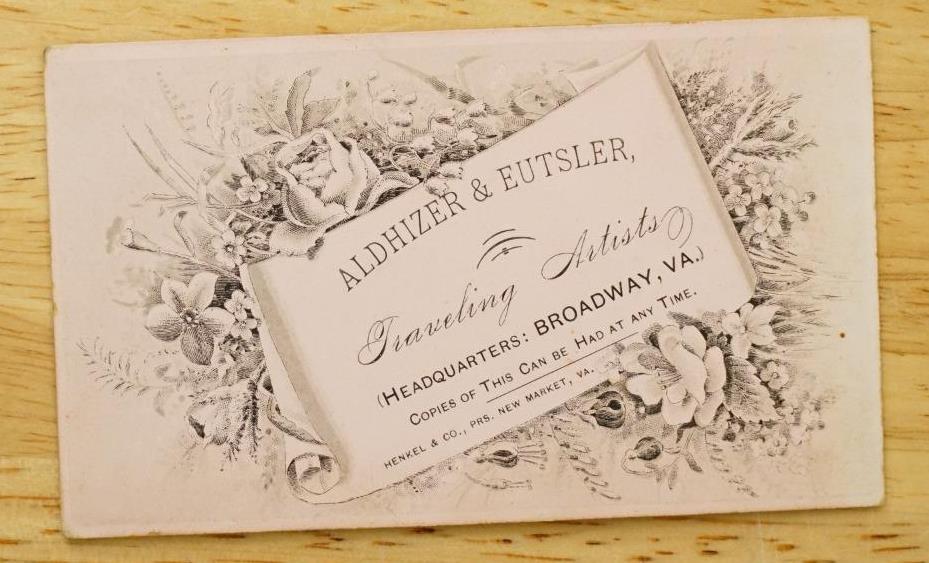 ALDHIZER & EUTSLER,
Traveling Artists
(HEADQUARTERS: BROADWAY, VA.)
COPIES OF THIS CAN BE HAD AT ANY TIME.
HENKEL & CO., PRS. NEW MARKET, VA.